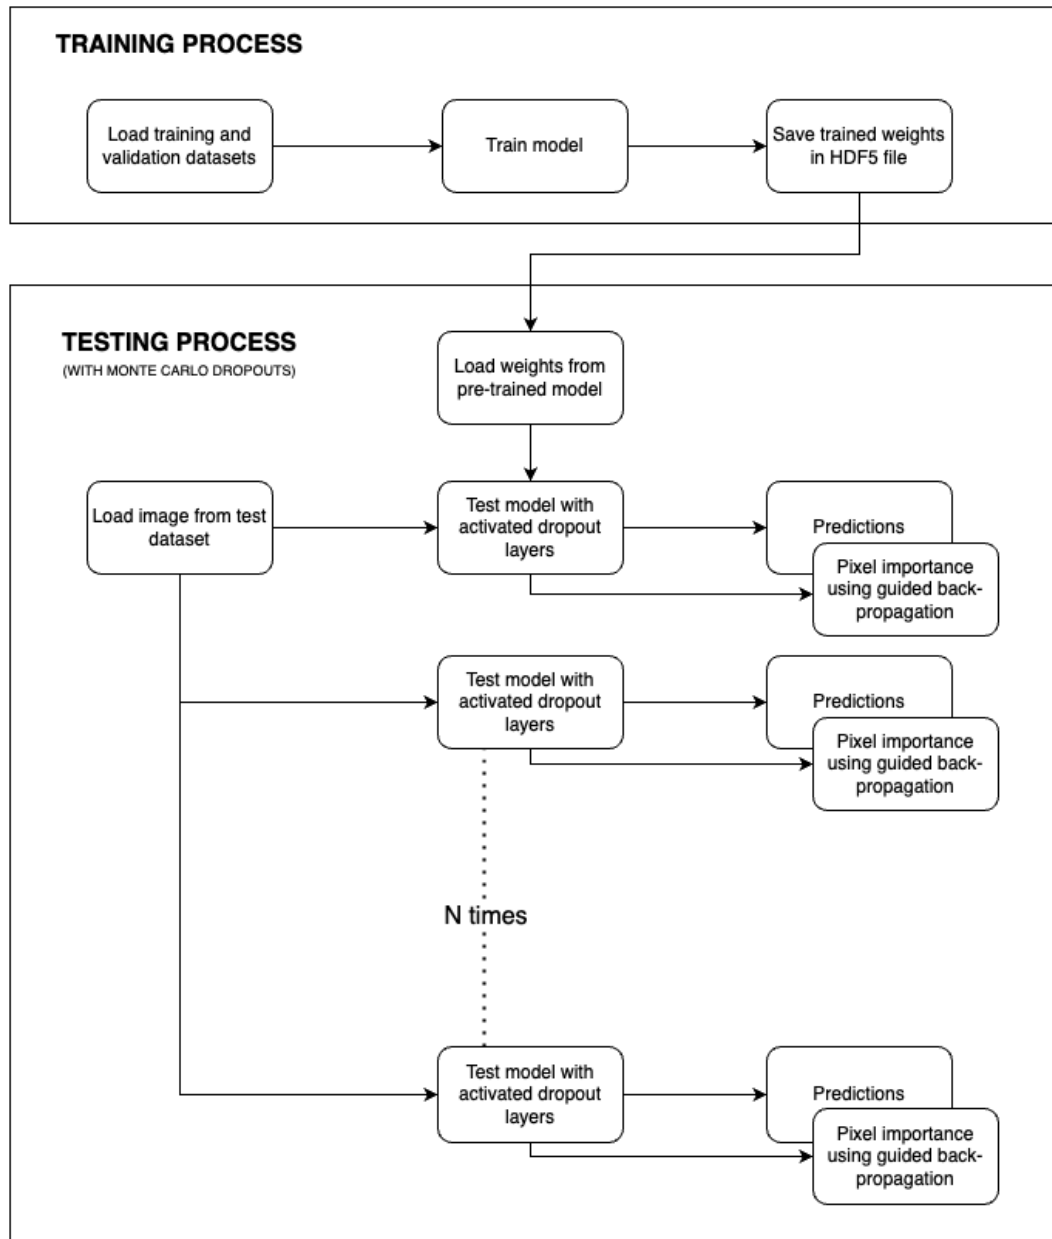 TRAINING PROCESS
Load training and
validation datasets
Train model
Save trained weights
in HDF5 file
TESTING PROCESS
(WITH MONTE CARLO DROPOUTS)
Load weights from
pre-trained model
Load image from test
dataset
Test model with
activated dropout
layers
Predictions
Pixel importance
using guided back-
propagation
Test model with
activated dropout
layers
Predictions
Pixel importance
using guided back-
propagation
N times
Test model with
activated dropout
layers
Predictions
Pixel importance
using guided back-
propagation